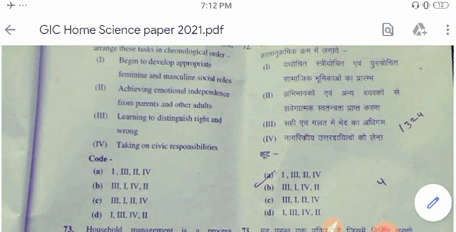 7:12 PM
GIC Home Science paper 2021.pdf
arrange these tasks in chronological order -
(I) Begin to develop appropriate
feminine and masculine social roles
(II) Achieving emotional independence
from parents and other adults
(III) Learning to distinguish right and
wrong
(IV) Taking on civic responsibilities
Code -
(a) I, III, II, IV
(b) III, I, IV, II
(c) III, I, II, IV
(d) I, III, IV, II
73. Household management is a process
72
कालानुक्रमिक क्रम में लगाएँ -
(I) यथोचित स्त्रीयोचित एवं पुरुषोचित
सामाजिक भूमिकाओं का प्रारम्भ
(II) अभिभावकों एवं अन्य वयस्कों से
संवेगात्मक स्वतन्त्रता प्राप्त करना
(III) सही एवं गलत में भेद का अधिगम
(IV) नागरिकीय उत्तरदायित्वों को लेना
कूट -
(a) I, III, II, IV
(b) III, I, IV, II
(c) III, I, II, IV
(d) I, III, IV, II
1324
73